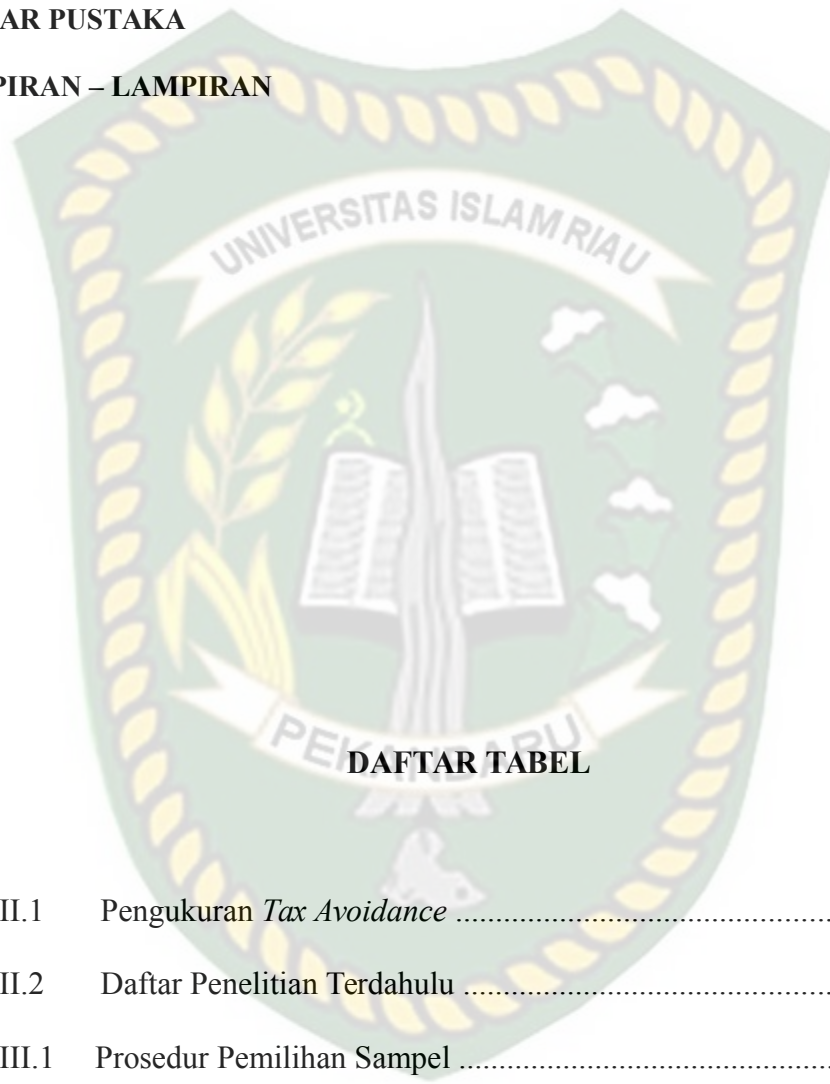 AR PUSTAKA
PIRAN – LAMPIRAN
UNIVERSITAS ISLAM RIAU
PEKANBARU
DAFTAR TABEL
II.1 Pengukuran Tax Avoidance ..............................................
II.2 Daftar Penelitian Terdahulu .............................................
III.1 Prosedur Pemilihan Sampel ..............................................